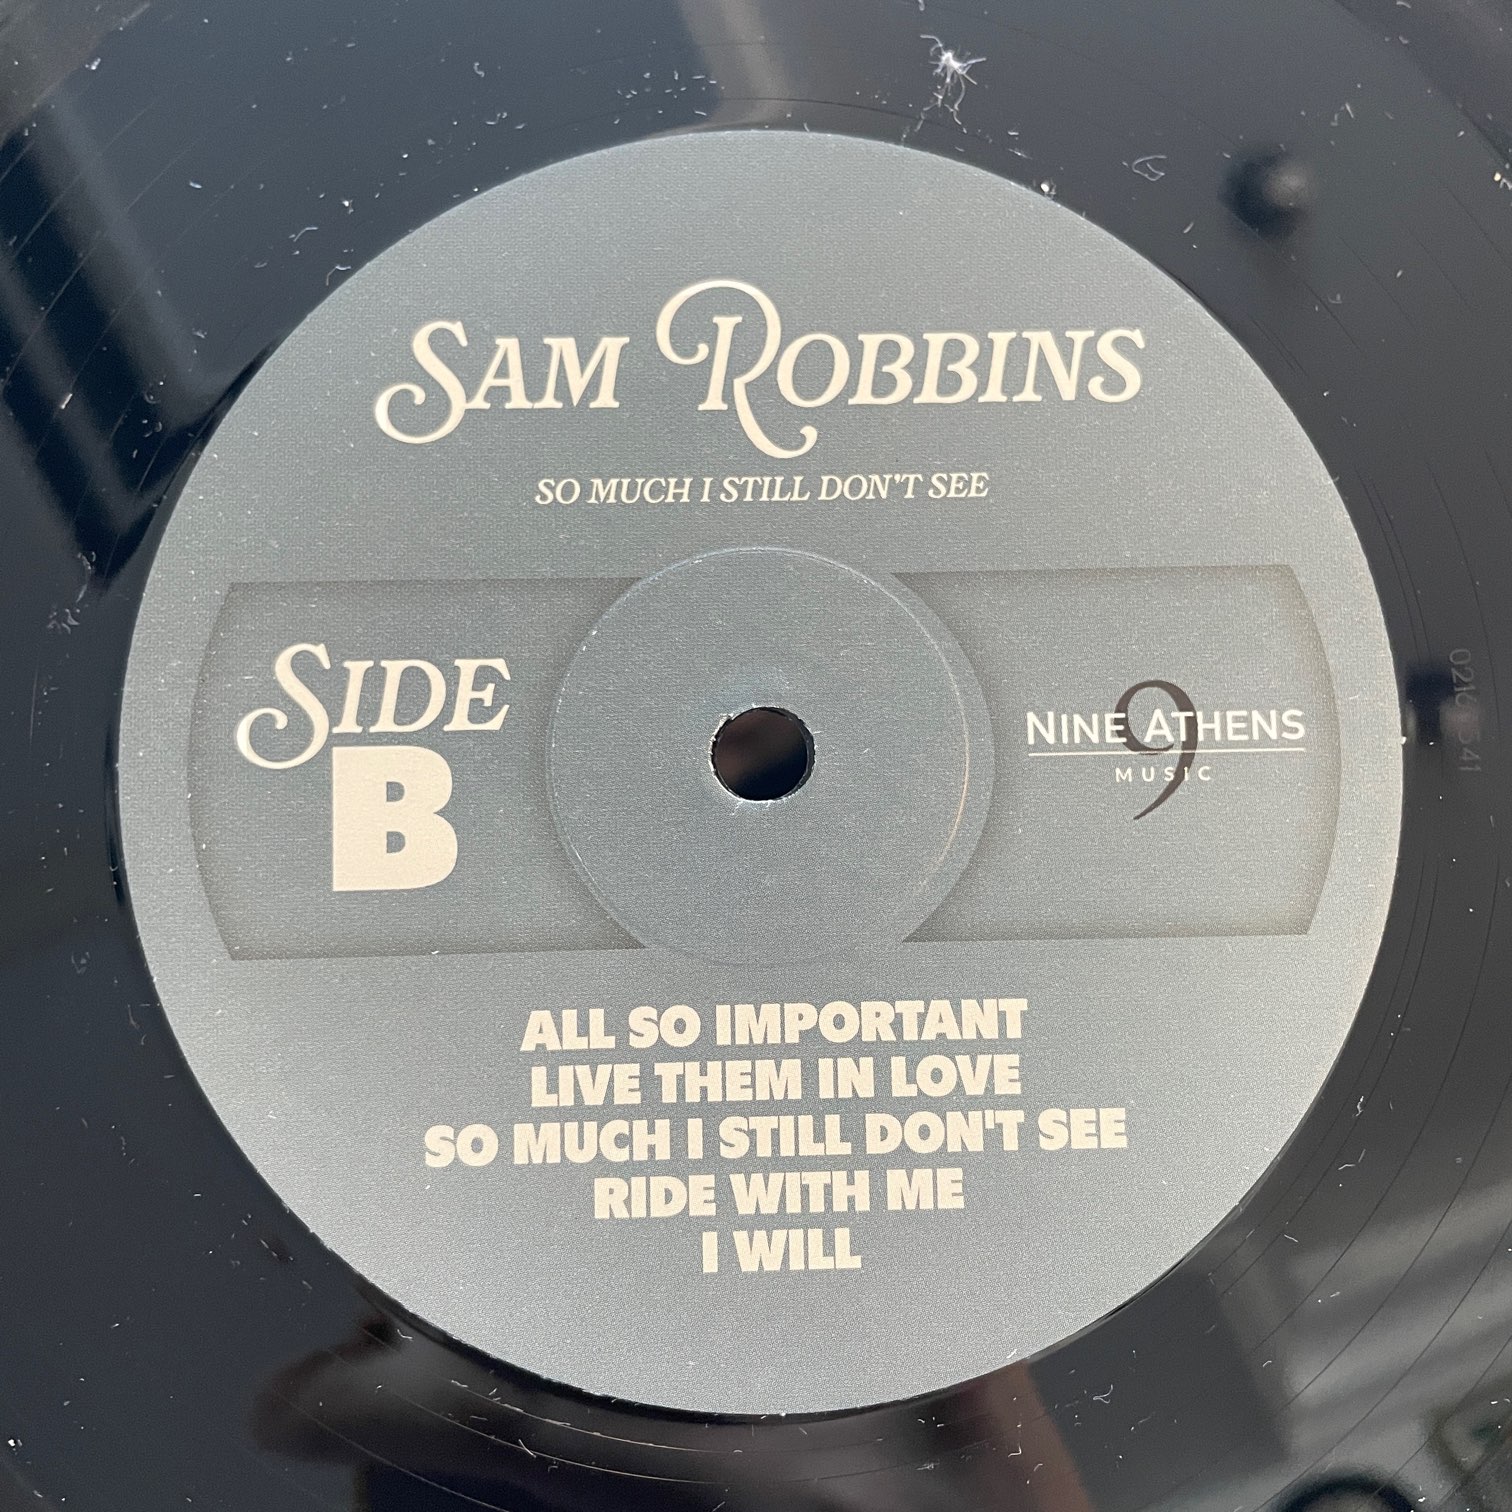 SAM ROBBINS
SO MUCH I STILL DON'T SEE
SIDE
B
NINE ATHENS
9
MUSIC
ALL SO IMPORTANT
LIVE THEM IN LOVE
SO MUCH I STILL DON'T SEE
RIDE WITH ME
I WILL